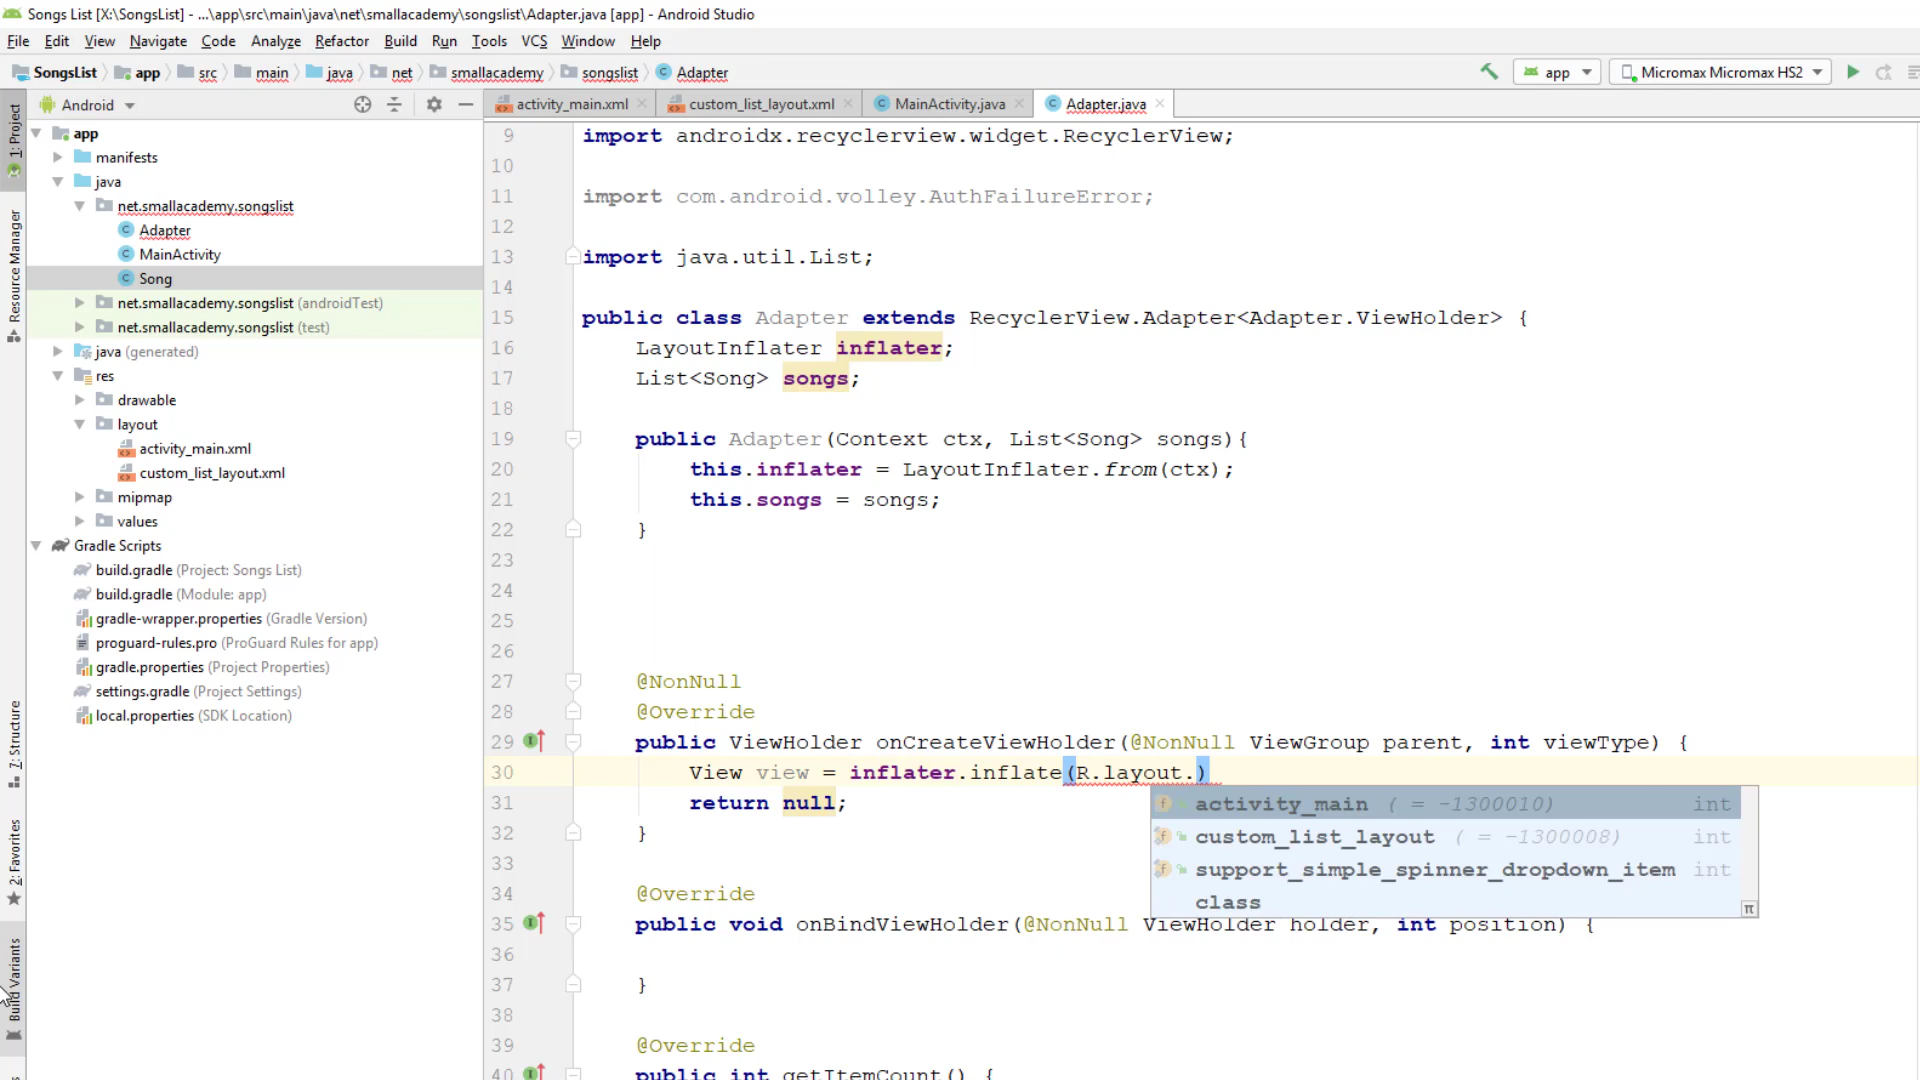 Songs List [X:\SongsList] - ...\app\src\main\java\net\smallacademy\songslist\Adapter.java [app] - Android Studio
File Edit View Navigate Code Analyze Refactor Build Run Tools VCS Window Help
SongsList app src main java net smallacademy songslist Adapter
app Micromax Micromax HS2
Android
activity_main.xml custom_list_layout.xml MainActivity.java Adapter.java
1: Project
Resource Manager
7: Structure
2: Favorites
Build Variants
app
manifests
java
net.smallacademy.songslist
Adapter
MainActivity
Song
net.smallacademy.songslist (androidTest)
net.smallacademy.songslist (test)
java (generated)
res
drawable
layout
activity_main.xml
custom_list_layout.xml
mipmap
values
Gradle Scripts
build.gradle (Project: Songs List)
build.gradle (Module: app)
gradle-wrapper.properties (Gradle Version)
proguard-rules.pro (ProGuard Rules for app)
gradle.properties (Project Properties)
settings.gradle (Project Settings)
local.properties (SDK Location)
9 import androidx.recyclerview.widget.RecyclerView;
10
11 import com.android.volley.AuthFailureError;
12
13 import java.util.List;
14
15 public class Adapter extends RecyclerView.Adapter<Adapter.ViewHolder> {
16 LayoutInflater inflater;
17 List<Song> songs;
18
19 public Adapter(Context ctx, List<Song> songs){
20 this.inflater = LayoutInflater.from(ctx);
21 this.songs = songs;
22 }
23
24
25
26
27 @NonNull
28 @Override
29 public ViewHolder onCreateViewHolder(@NonNull ViewGroup parent, int viewType) {
30 View view = inflater.inflate(R.layout.)
31 return null;
32 }
33
34 @Override
35 public void onBindViewHolder(@NonNull ViewHolder holder, int position) {
36
37 }
38
39 @Override
40 public int getItemCount() {
activity_main ( = -1300010) int
custom_list_layout ( = -1300008) int
support_simple_spinner_dropdown_item int
class
π